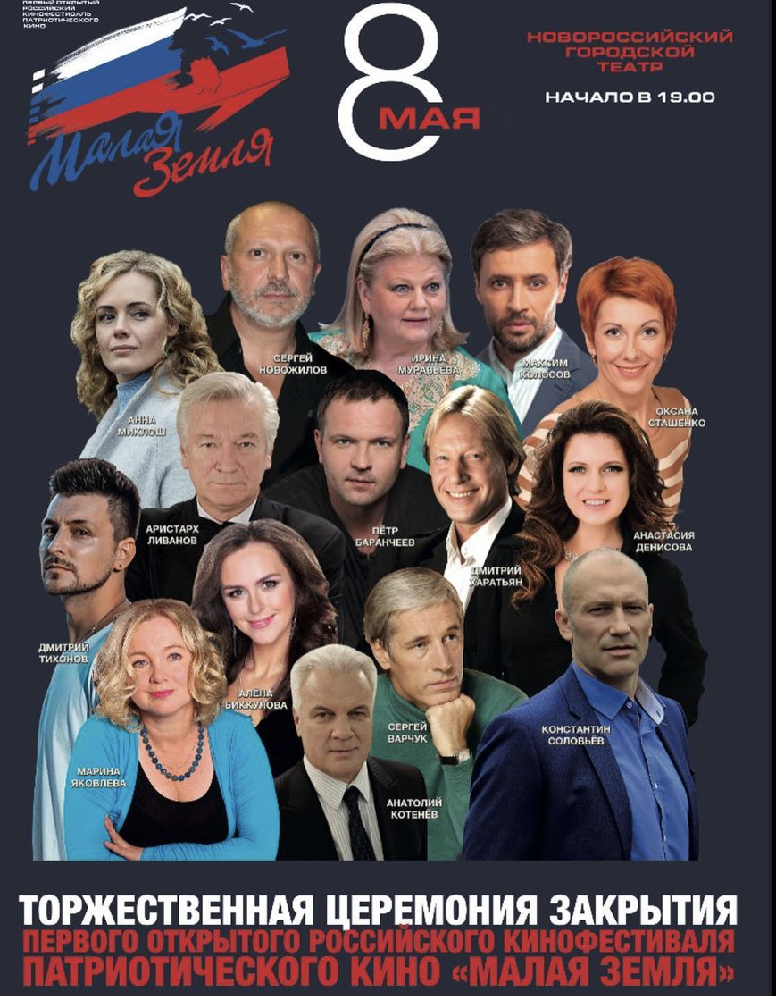 ПЕРВЫЙ ОТКРЫТЫЙ
РОССИЙСКИЙ
КИНОФЕСТИВАЛЬ
ПАТРИОТИЧЕСКОГО
КИНО
Малая
Земля
8
МАЯ
НОВОРОССИЙСКИЙ
ГОРОДСКОЙ
ТЕАТР
НАЧАЛО В 19.00
СЕРГЕЙ
НОВОЖИЛОВ
ИРИНА
МУРАВЬЕВА
МАКСИМ
КОЛОСОВ
ОКСАНА
СТАШЕНКО
АННА
МИКЛОШ
АРИСТАРХ
ЛИВАНОВ
ПЁТР
БАРАНЧЕЕВ
ДМИТРИЙ
ХАРАТЬЯН
АНАСТАСИЯ
ДЕНИСОВА
ДМИТРИЙ
ТИХОНОВ
АЛЁНА
БИККУЛОВА
СЕРГЕЙ
ВАРЧУК
КОНСТАНТИН
СОЛОВЬЁВ
МАРИНА
ЯКОВЛЕВА
АНАТОЛИЙ
КОТЕНЁВ
ТОРЖЕСТВЕННАЯ ЦЕРЕМОНИЯ ЗАКРЫТИЯ
ПЕРВОГО ОТКРЫТОГО РОССИЙСКОГО КИНОФЕСТИВАЛЯ
ПАТРИОТИЧЕСКОГО КИНО «МАЛАЯ ЗЕМЛЯ»